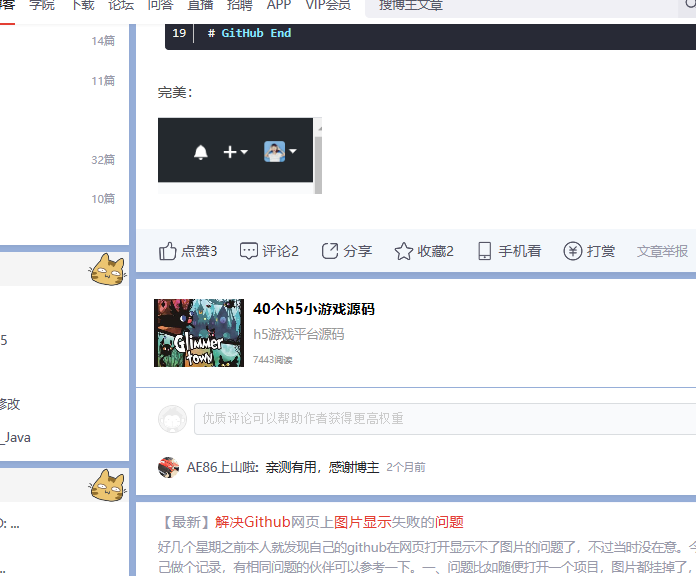 客 学院 下载 论坛 问答 直播 招聘 APP VIP会员 搜博主文章
14篇
11篇
32篇
10篇
5
修改
_Java
: ...
19 # GitHub End
完美：
点赞3 评论2 分享 收藏2 手机看 打赏 文章举报
40个h5小游戏源码
Glimmer
town
h5游戏平台源码
7443阅读
优质评论可以帮助作者获得更高权重
AE86上山啦: 亲测有用，感谢博主 2个月前
【最新】解决Github网页上图片显示失败的问题
好几个星期之前本人就发现自己的github在网页打开显示不了图片的问题了，不过当时没在意。今
己做个记录，有相同问题的伙伴可以参考一下。一、问题比如随便打开一个项目，图片都挂掉了，